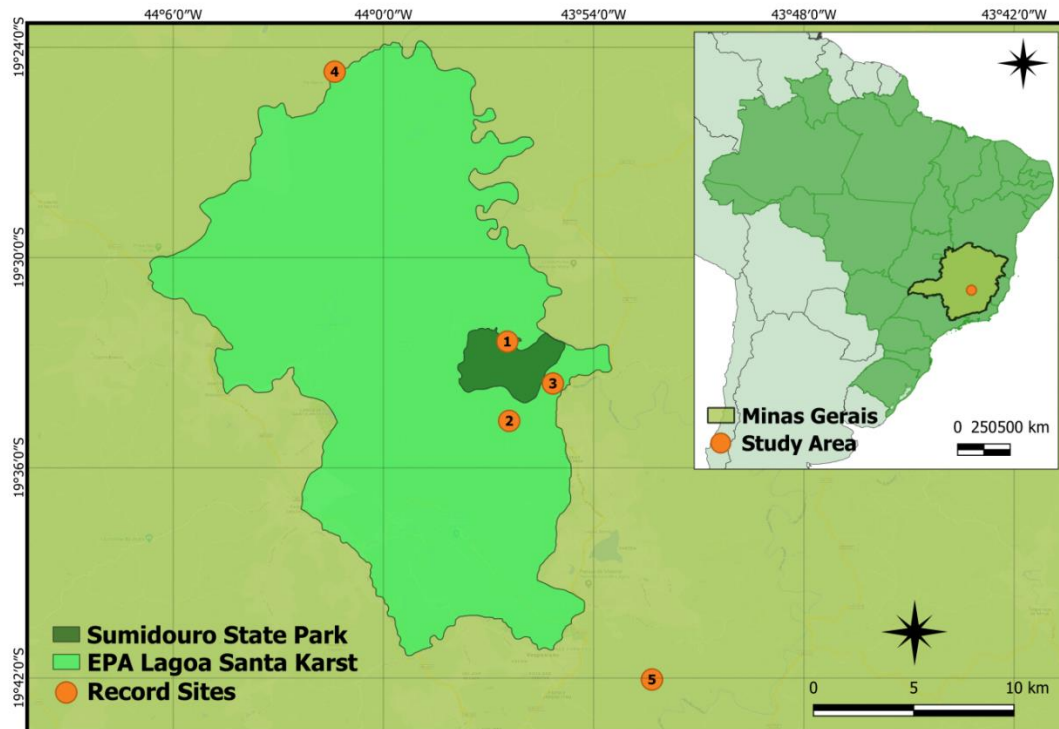 44°6'0"W 44°0'0"W 43°54'0"W 43°48'0"W 43°42'0"W
19°24'0"S
19°30'0"S
19°36'0"S
19°42'0"S
4
1
3
2
5
Minas Gerais
Study Area
0 250500 km
Sumidouro State Park
EPA Lagoa Santa Karst
Record Sites
0 5 10 km